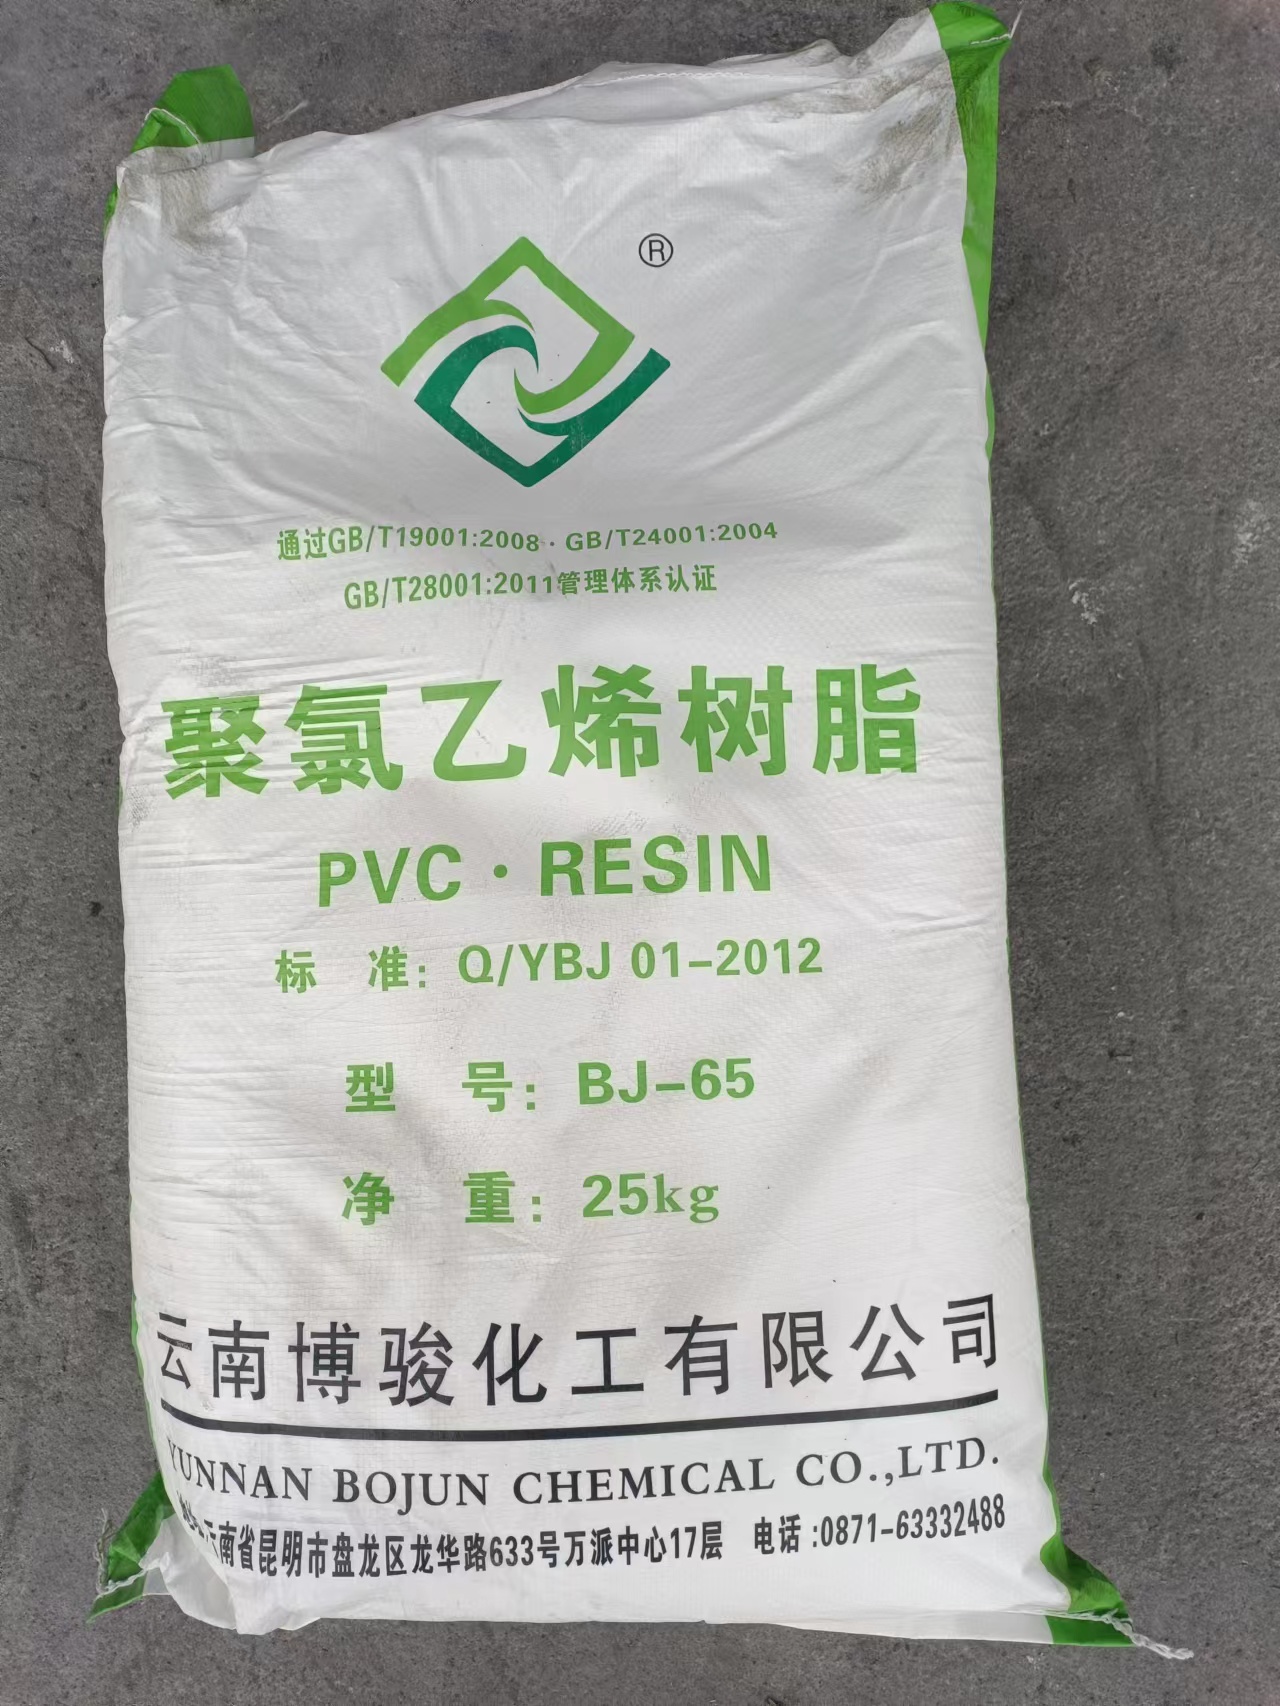 ®
通过GB/T19001:2008·GB/T24001:2004
GB/T28001:2011管理体系认证
聚氯乙烯树脂
PVC·RESIN
标 准: Q/YBJ 01-2012
型 号: BJ-65
净 重: 25kg
云南博骏化工有限公司
YUNNAN BOJUN CHEMICAL CO.,LTD.
云南省昆明市盘龙区龙华路633号万派中心17层 电话:0871-63332488